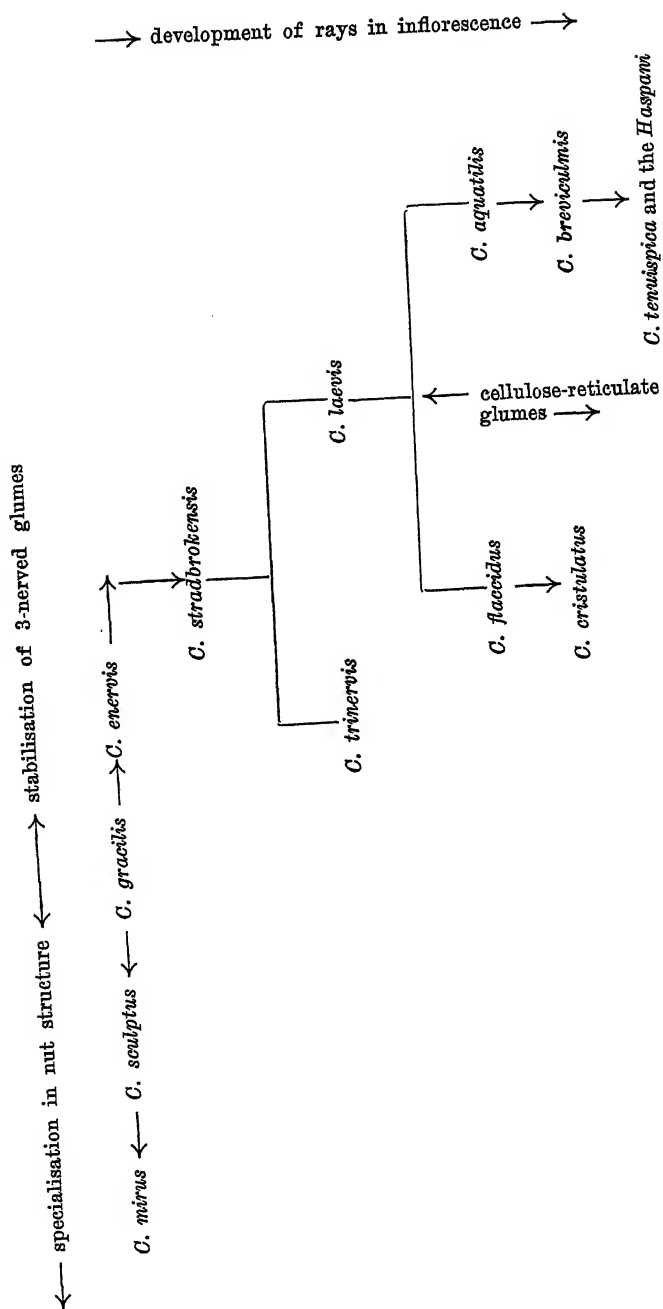 ← specialisation in nut structure ←→ stabilisation of 3-nerved glumes
→ development of rays in inflorescence →
C. mirus ← C. sculptus ← C. gracilis → C. enervis →
C. stradbrokensis
C. trinervis
C. laevis
C. flaccidus
C. aquatilis
cellulose-reticulate
glumes →
C. cristulatus
C. breviculmis
C. tenuispica and the Haspani